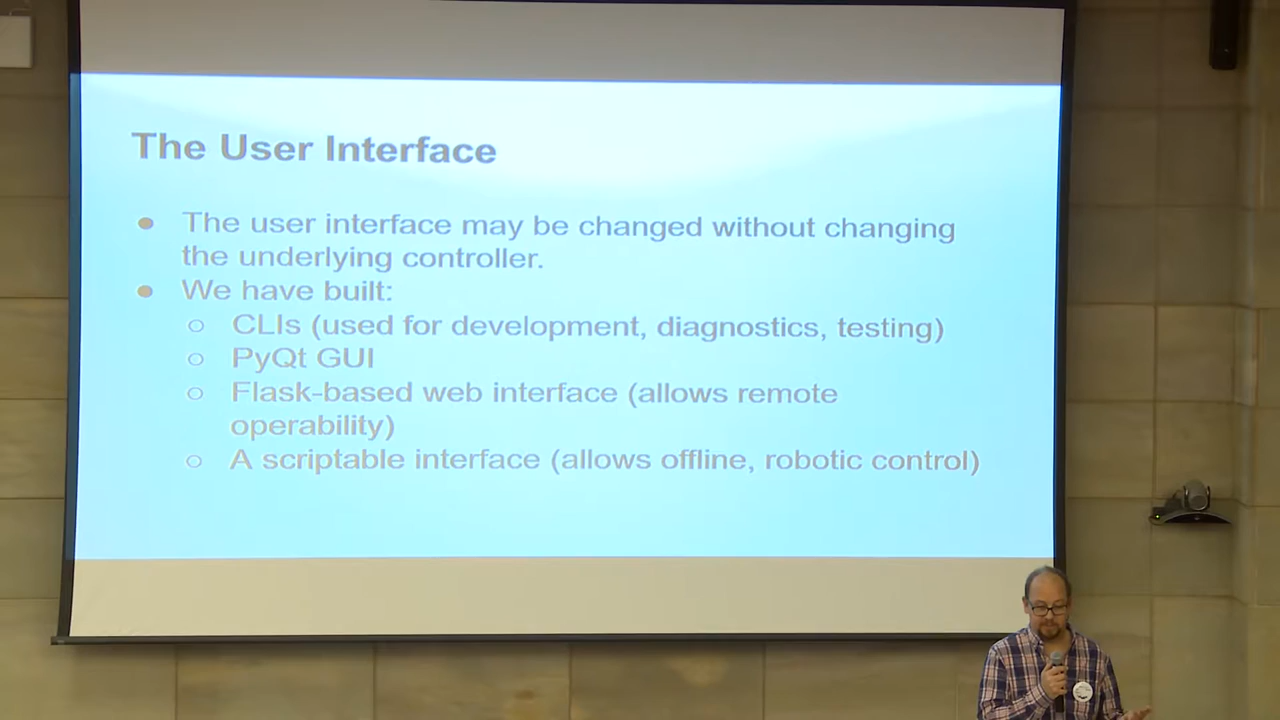 The User Interface
● The user interface may be changed without changing
the underlying controller.
● We have built:
○ CLIs (used for development, diagnostics, testing)
○ PyQt GUI
○ Flask-based web interface (allows remote
operability)
○ A scriptable interface (allows offline, robotic control)